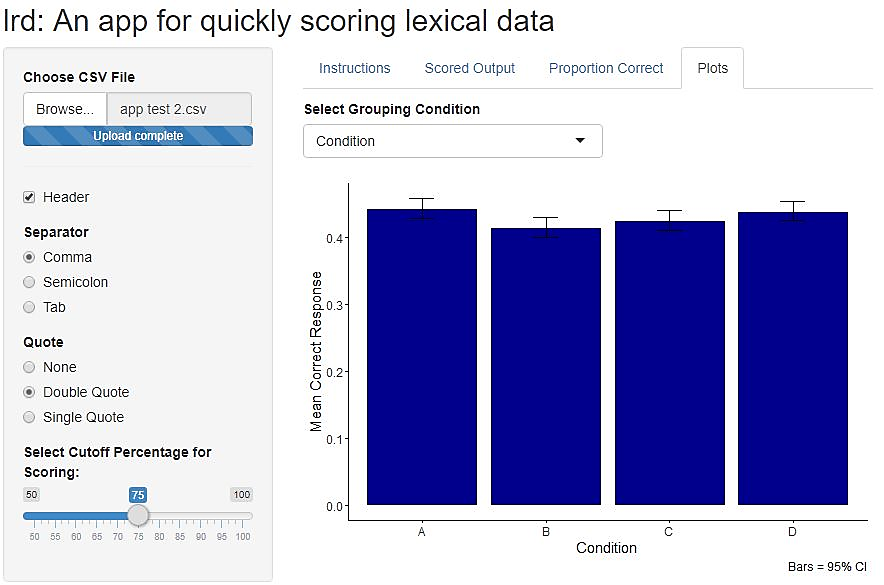 lrd: An app for quickly scoring lexical data
Choose CSV File
Browse... app test 2.csv
Upload complete
Header
Separator
Comma
Semicolon
Tab
Quote
None
Double Quote
Single Quote
Select Cutoff Percentage for
Scoring:
50 75 100
50 55 60 65 70 75 80 85 90 95 100
Instructions Scored Output Proportion Correct Plots
Select Grouping Condition
Condition
Mean Correct Response
0.4
0.3
0.2
0.1
0.0
A B C D
Condition
Bars = 95% CI